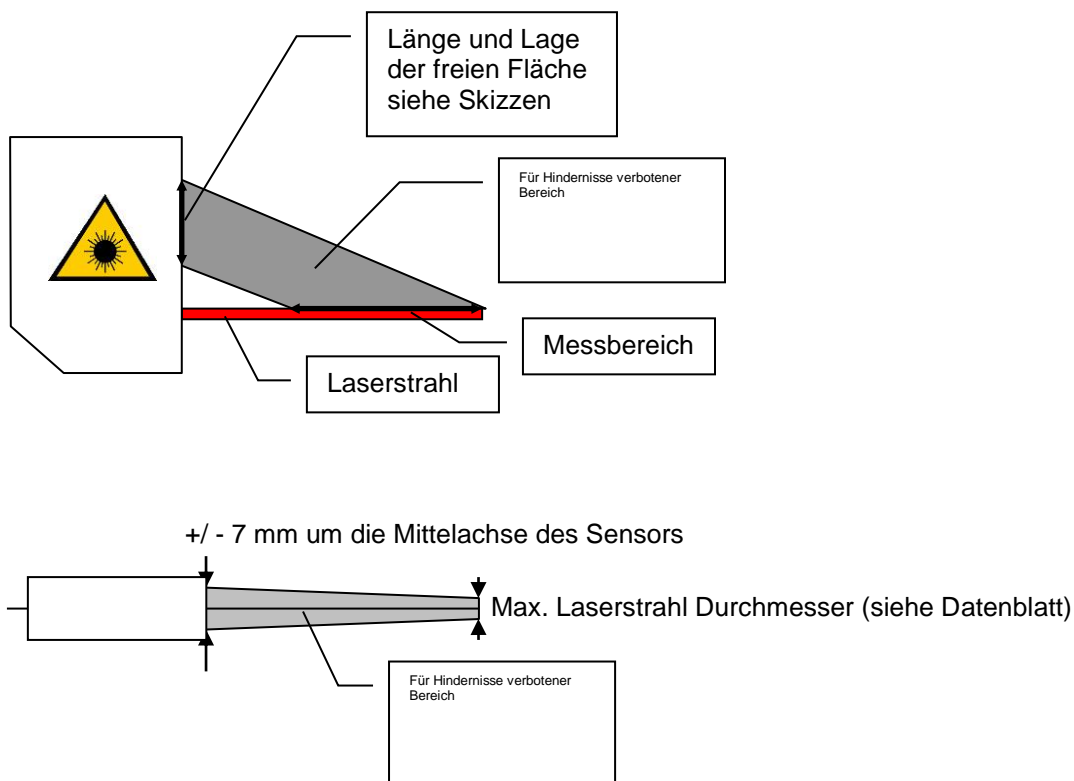 Länge und Lage
der freien Fläche
siehe Skizzen
Für Hindernisse verbotener
Bereich
Messbereich
Laserstrahl
+/ - 7 mm um die Mittelachse des Sensors
Max. Laserstrahl Durchmesser (siehe Datenblatt)
Für Hindernisse verbotener
Bereich